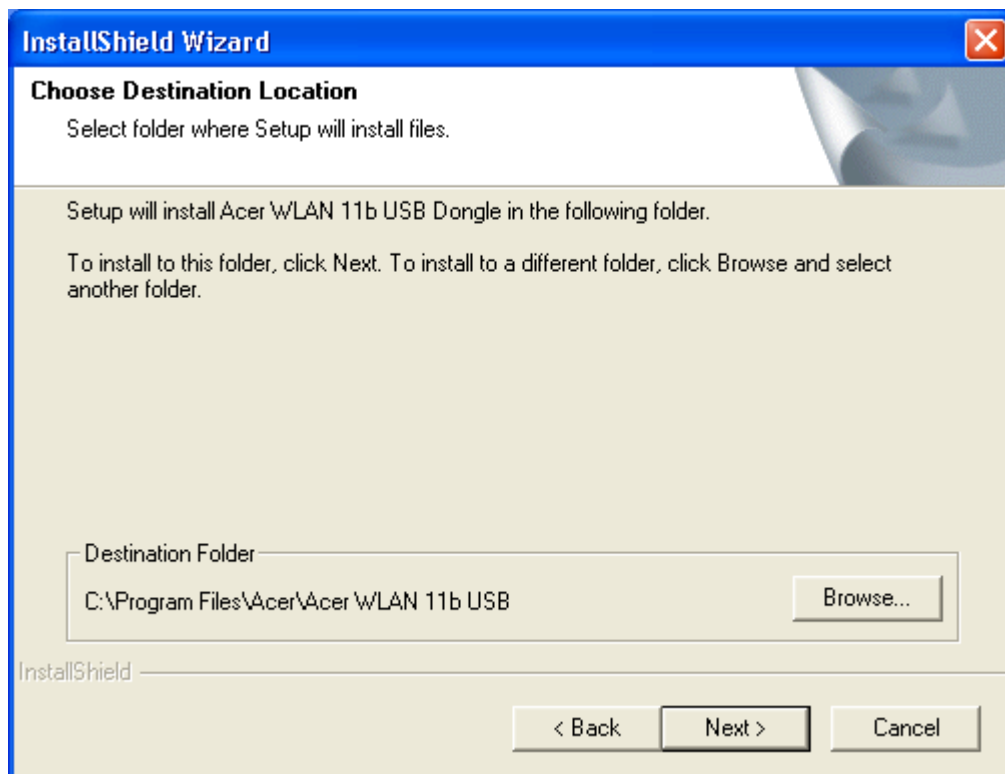 InstallShield Wizard
Choose Destination Location
Select folder where Setup will install files.
Setup will install Acer WLAN 11b USB Dongle in the following folder.
To install to this folder, click Next. To install to a different folder, click Browse and select
another folder.
Destination Folder
C:\Program Files\Acer\Acer WLAN 11b USB
Browse...
InstallShield
< Back
Next >
Cancel